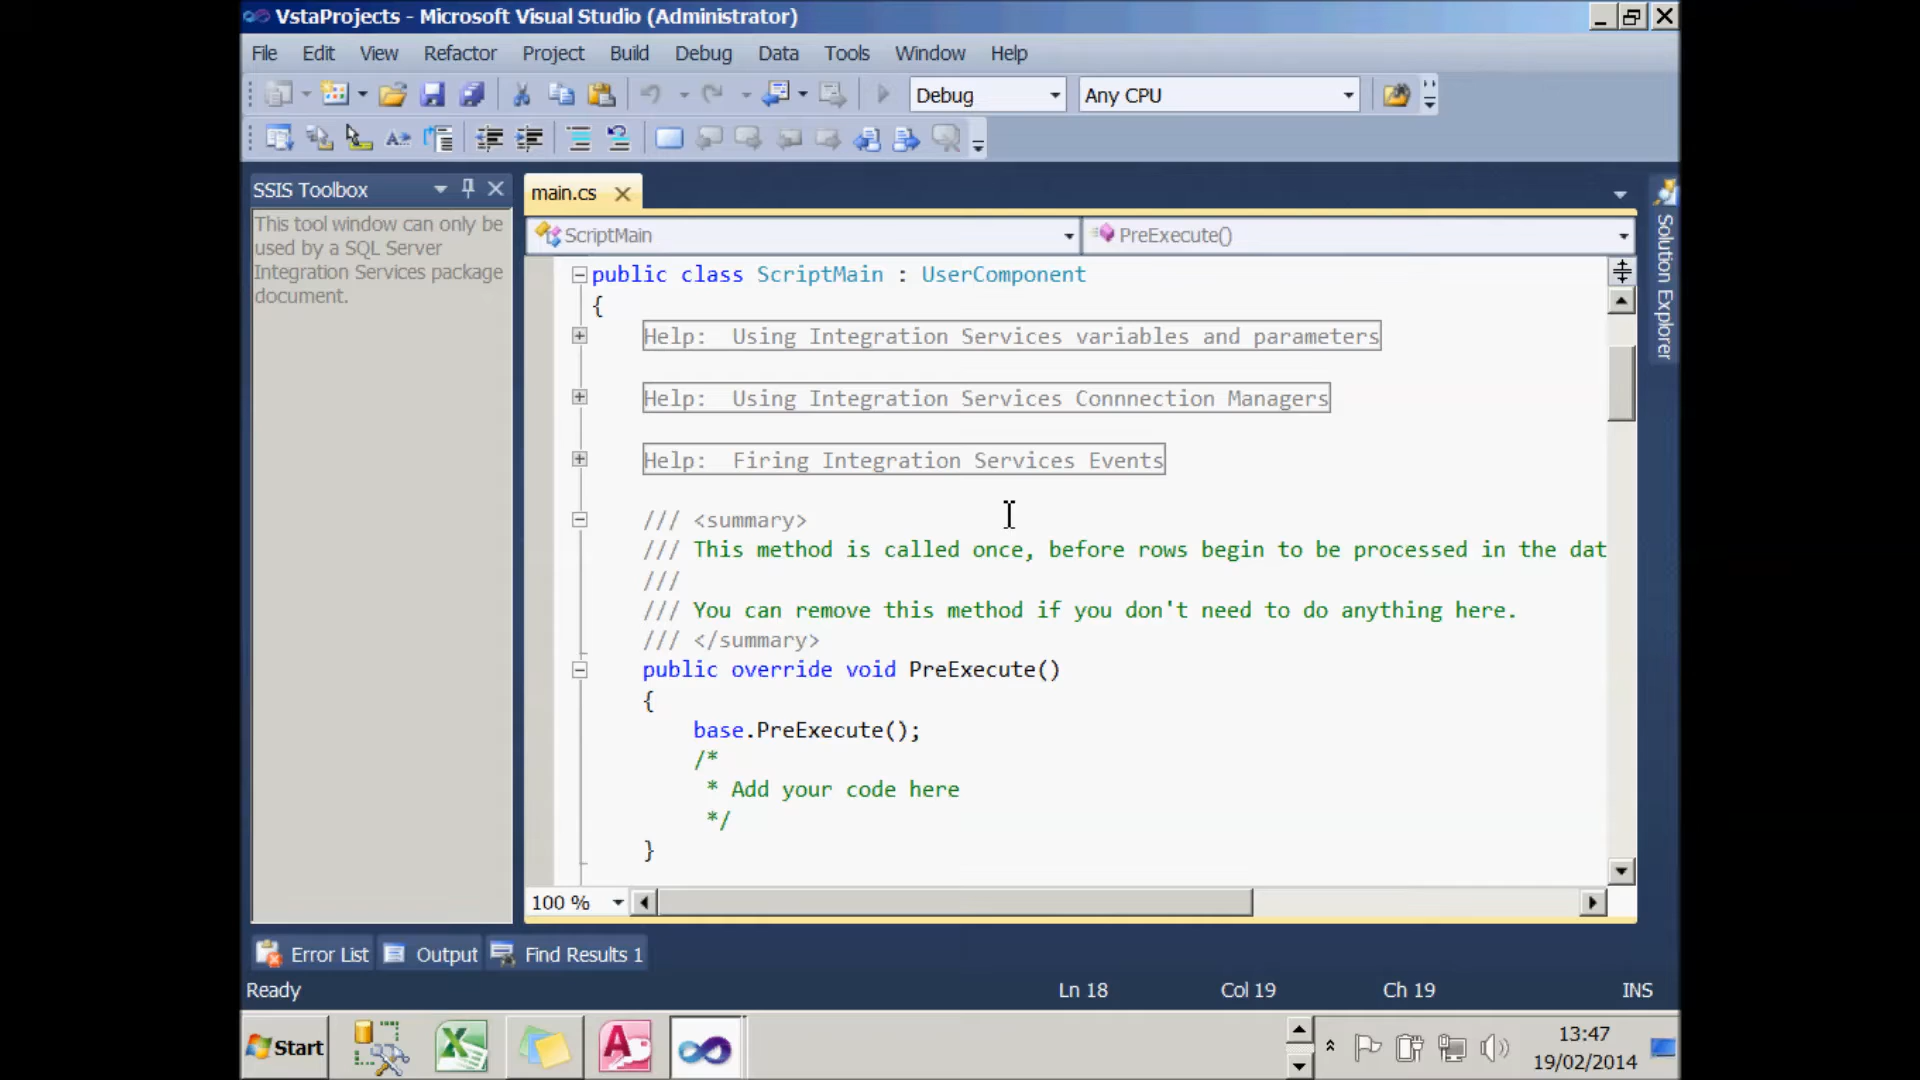 VstaProjects - Microsoft Visual Studio (Administrator)
File Edit View Refactor Project Build Debug Data Tools Window Help
Debug Any CPU
SSIS Toolbox
This tool window can only be
used by a SQL Server
Integration Services package
document.
main.cs
ScriptMain PreExecute()
public class ScriptMain : UserComponent
{
Help:  Using Integration Services variables and parameters
Help:  Using Integration Services Connnection Managers
Help:  Firing Integration Services Events
/// <summary>
/// This method is called once, before rows begin to be processed in the dat
///
/// You can remove this method if you don't need to do anything here.
/// </summary>
public override void PreExecute()
{
base.PreExecute();
/*
* Add your code here
*/
}
100 %
Solution Explorer
Error List Output Find Results 1
Ready Ln 18 Col 19 Ch 19 INS
Start
13:47
19/02/2014